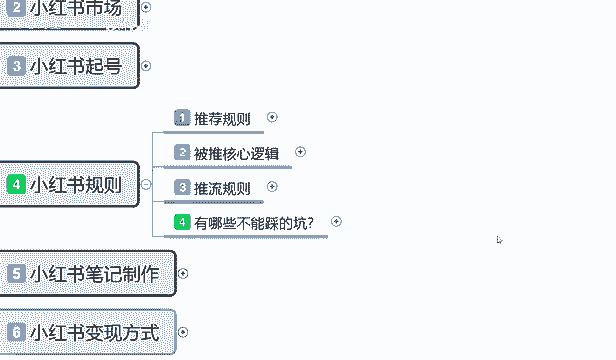 2 小红书市场
3 小红书起号
4 小红书规则
1 推荐规则
2 被推核心逻辑
3 推流规则
4 有哪些不能踩的坑?
5 小红书笔记制作
6 小红书变现方式